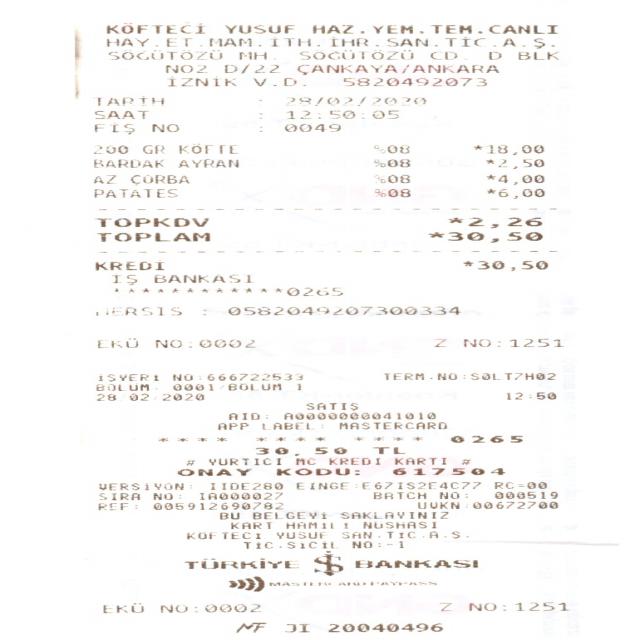 KÖFTECİ YUSUF HAZ.YEM.TEM.CANLI
HAY.ET.MAM.İTH.İHR.SAN.TİC.A.Ş.
SÖĞÜTÖZÜ MH. SÖĞÜTÖZÜ CD. D BLK
NO2 D/22 ÇANKAYA/ANKARA
İZNİK V.D. 5820492073
TARİH : 28/02/2020
SAAT : 12:50:05
FİŞ NO : 0049
200 GR KÖFTE %08 *18,00
BARDAK AYRAN %08 *2,50
AZ ÇORBA %08 *4,00
PATATES %08 *6,00
TOPKDV *2,26
TOPLAM *30,50
KREDİ *30,50
İŞ BANKASI
************0265
MERSİS : 0582049207300334
EKÜ NO:0002 Z NO:1251
İŞYERİ NO:666722533 TERM.NO:S0LT7H02
BÖLÜM: 0001/BÖLÜM 1
28/02/2020 12:50
SATIŞ
AID: A0000000041010
APP LABEL: MASTERCARD
**** **** **** 0265
30,50 TL
# YURTİÇİ MC KREDİ KARTI #
ONAY KODU: 617504
VERSİYON: IIDE280 EINGE:E67IS2E4C77 RC=00
SIRA NO: IA000027 BATCH NO: 000519
REF: 005912690782 UYKN:00672700
BU BELGEYİ SAKLAYINIZ
KART HAMİLİ NÜSHASI
KÖFTECİ YUSUF SAN.TİC.A.Ş.
TİC.SİCİL NO:-1
TÜRKİYE İŞ BANKASI
MASTERCARD PAYPASS
EKÜ NO:0002 Z NO:1251
MF JI 20040496